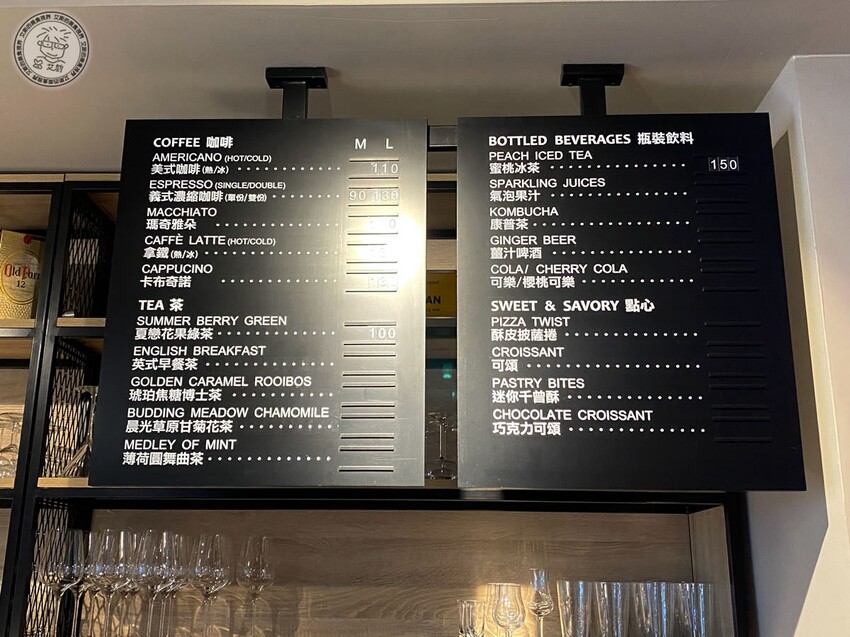 艾齡
COFFEE 咖啡 M L
AMERICANO (HOT/COLD)
美式咖啡 (熱/冰) 110
ESPRESSO (SINGLE/DOUBLE)
義式濃縮咖啡 (單份/雙份) 90 130
MACCHIATO
瑪奇雅朵
CAFFÈ LATTE (HOT/COLD)
拿鐵 (熱/冰)
CAPPUCINO
卡布奇諾
TEA 茶
SUMMER BERRY GREEN
夏戀花果綠茶 100
ENGLISH BREAKFAST
英式早餐茶
GOLDEN CARAMEL ROOIBOS
琥珀焦糖博士茶
BUDDING MEADOW CHAMOMILE
晨光草原甘菊花茶
MEDLEY OF MINT
薄荷圓舞曲茶
BOTTLED BEVERAGES 瓶裝飲料
PEACH ICED TEA
蜜桃冰茶 150
SPARKLING JUICES
氣泡果汁
KOMBUCHA
康普茶
GINGER BEER
薑汁啤酒
COLA/ CHERRY COLA
可樂/櫻桃可樂
SWEET & SAVORY 點心
PIZZA TWIST
酥皮披薩捲
CROISSANT
可頌
PASTRY BITES
迷你千曾酥
CHOCOLATE CROISSANT
巧克力可頌
Old
12